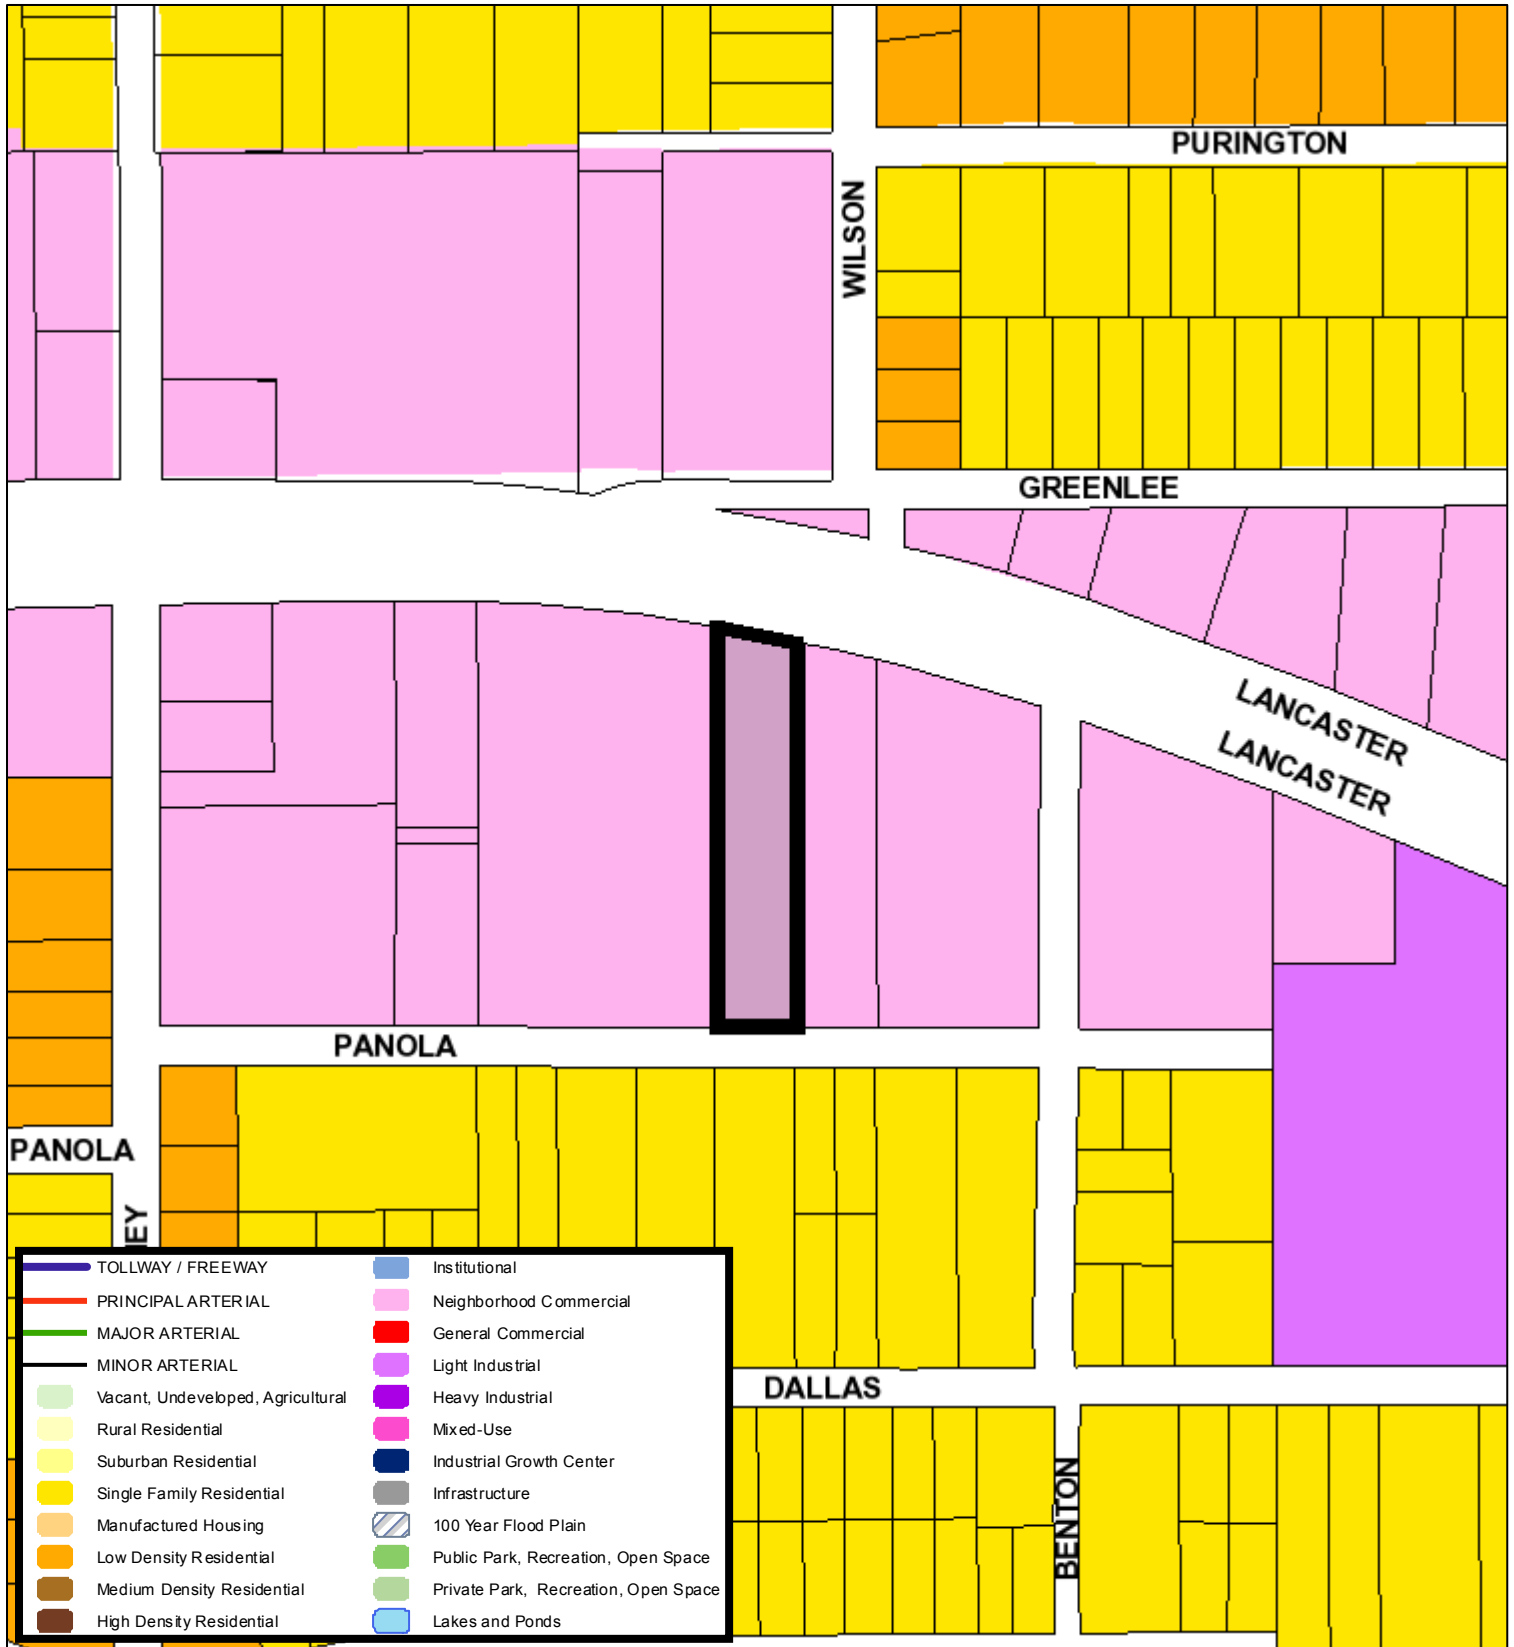 PURINGTON
WILSON
GREENLEE
LANCASTER
LANCASTER
PANOLA
PANOLA
EY
TOLLWAY / FREEWAY
PRINCIPAL ARTERIAL
MAJOR ARTERIAL
MINOR ARTERIAL
Vacant, Undeveloped, Agricultural
Rural Residential
Suburban Residential
Single Family Residential
Manufactured Housing
Low Density Residential
Medium Density Residential
High Density Residential
Institutional
Neighborhood Commercial
General Commercial
Light Industrial
Heavy Industrial
Mixed-Use
Industrial Growth Center
Infrastructure
100 Year Flood Plain
Public Park, Recreation, Open Space
Private Park, Recreation, Open Space
Lakes and Ponds
DALLAS
BENTON